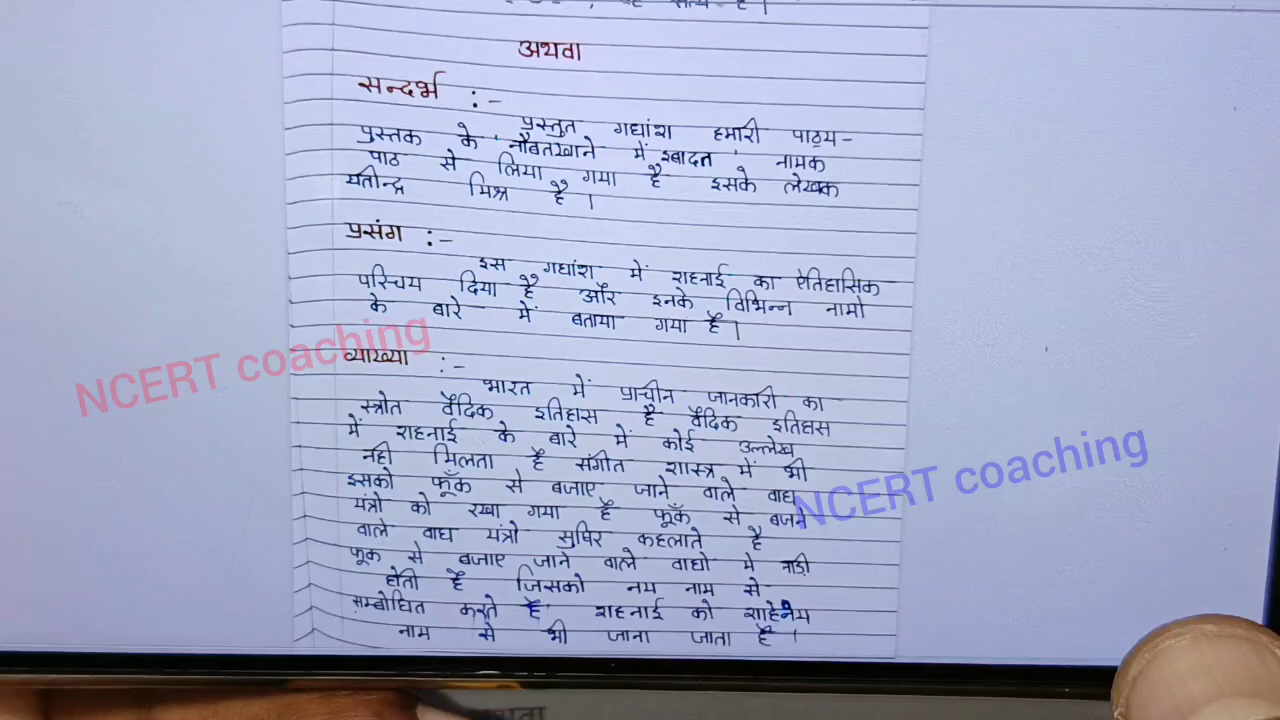 अथवा
सन्दर्भ :-
प्रस्तुत गद्यांश हमारी पाठ्य-
पुस्तक के 'नौबतखाने में इबादत' नामक
पाठ से लिया गया है इसके लेखक
यतीन्द्र मिश्र है ।
प्रसंग :-
इस गद्यांश में शहनाई का ऐतिहासिक
परिचय दिया है और इनके विभिन्न नामो
के बारे में बताया गया है ।
व्याख्या :-
भारत में प्राचीन जानकारी का
स्त्रोत वैदिक इतिहास है वैदिक इतिहास
में शहनाई के बारे में कोई उल्लेख
नही मिलता है संगीत शास्त्र में भी
इसको फूँक से बजाए जाने वाले वाद्य
यंत्रो को रखा गया है फूँक से बजने
वाले वाद्य यंत्रो सुषिर कहलाते है
फूक से बजाए जाने वाले वाद्यो मे नाड़ी
होती है जिसको नय नाम से
सम्बोधित करते है शहनाई को शाहेनय
नाम से भी जाना जाता है ।
NCERT coaching
NCERT coaching